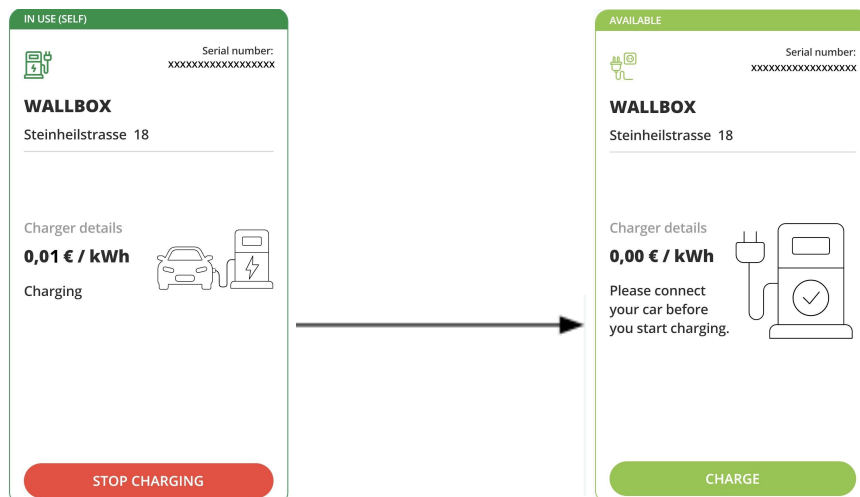 IN USE (SELF)
Serial number:
xxxxxxxxxxxxxxxxxx
WALLBOX
Steinheilstrasse 18
Charger details
0,01 € / kWh
Charging
STOP CHARGING
AVAILABLE
Serial number:
xxxxxxxxxxxxxxxxxx
WALLBOX
Steinheilstrasse 18
Charger details
0,00 € / kWh
Please connect
your car before
you start charging.
CHARGE